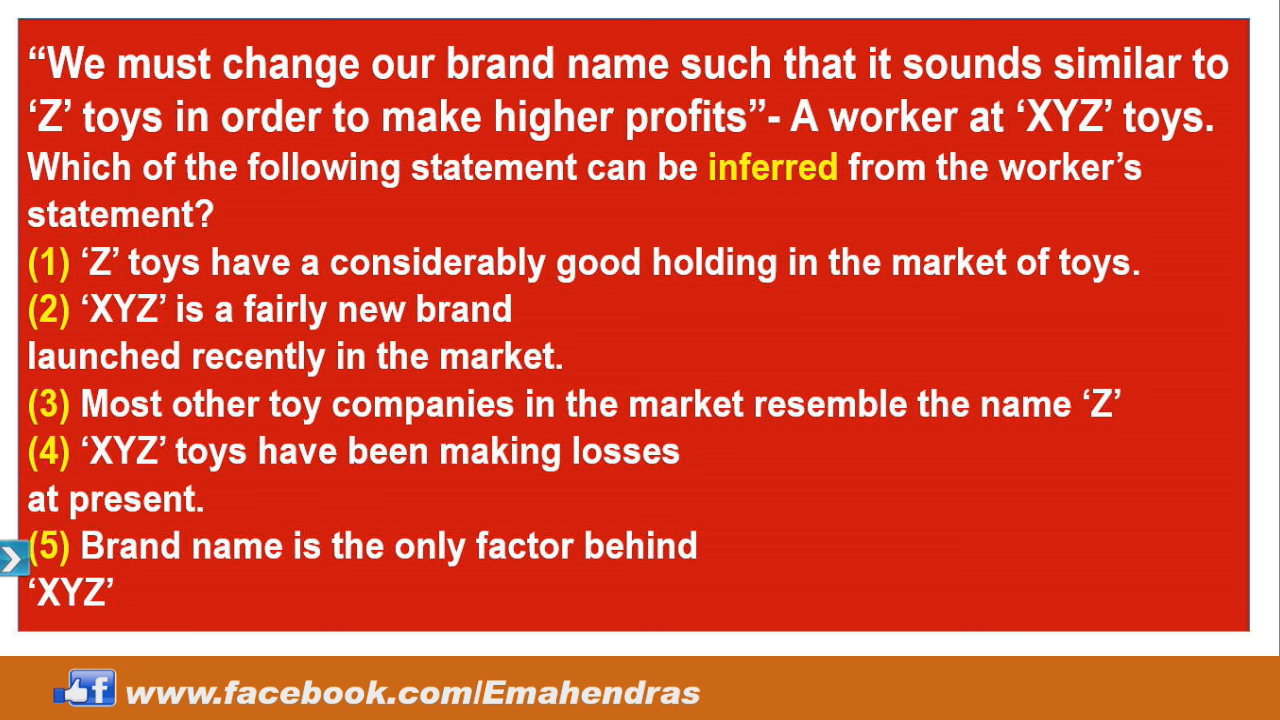 “We must change our brand name such that it sounds similar to
‘Z’ toys in order to make higher profits”- A worker at ‘XYZ’ toys.
Which of the following statement can be inferred from the worker’s
statement?
(1) ‘Z’ toys have a considerably good holding in the market of toys.
(2) ‘XYZ’ is a fairly new brand
launched recently in the market.
(3) Most other toy companies in the market resemble the name ‘Z’
(4) ‘XYZ’ toys have been making losses
at present.
(5) Brand name is the only factor behind
‘XYZ’
f www.facebook.com/Emahendras